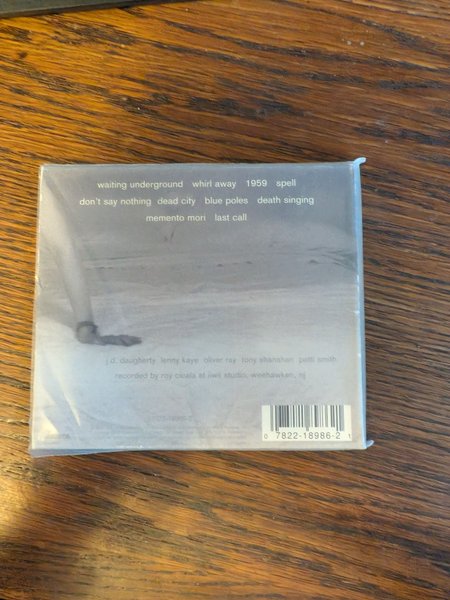 waiting underground whirl away 1959 spell
don't say nothing dead city blue poles death singing
memento mori last call
j.d. daugherty lenny kaye oliver ray tony shanahan patti smith
recorded by roy cicala at iiwii studio, weehawken, nj
0 7822-18986-2 1